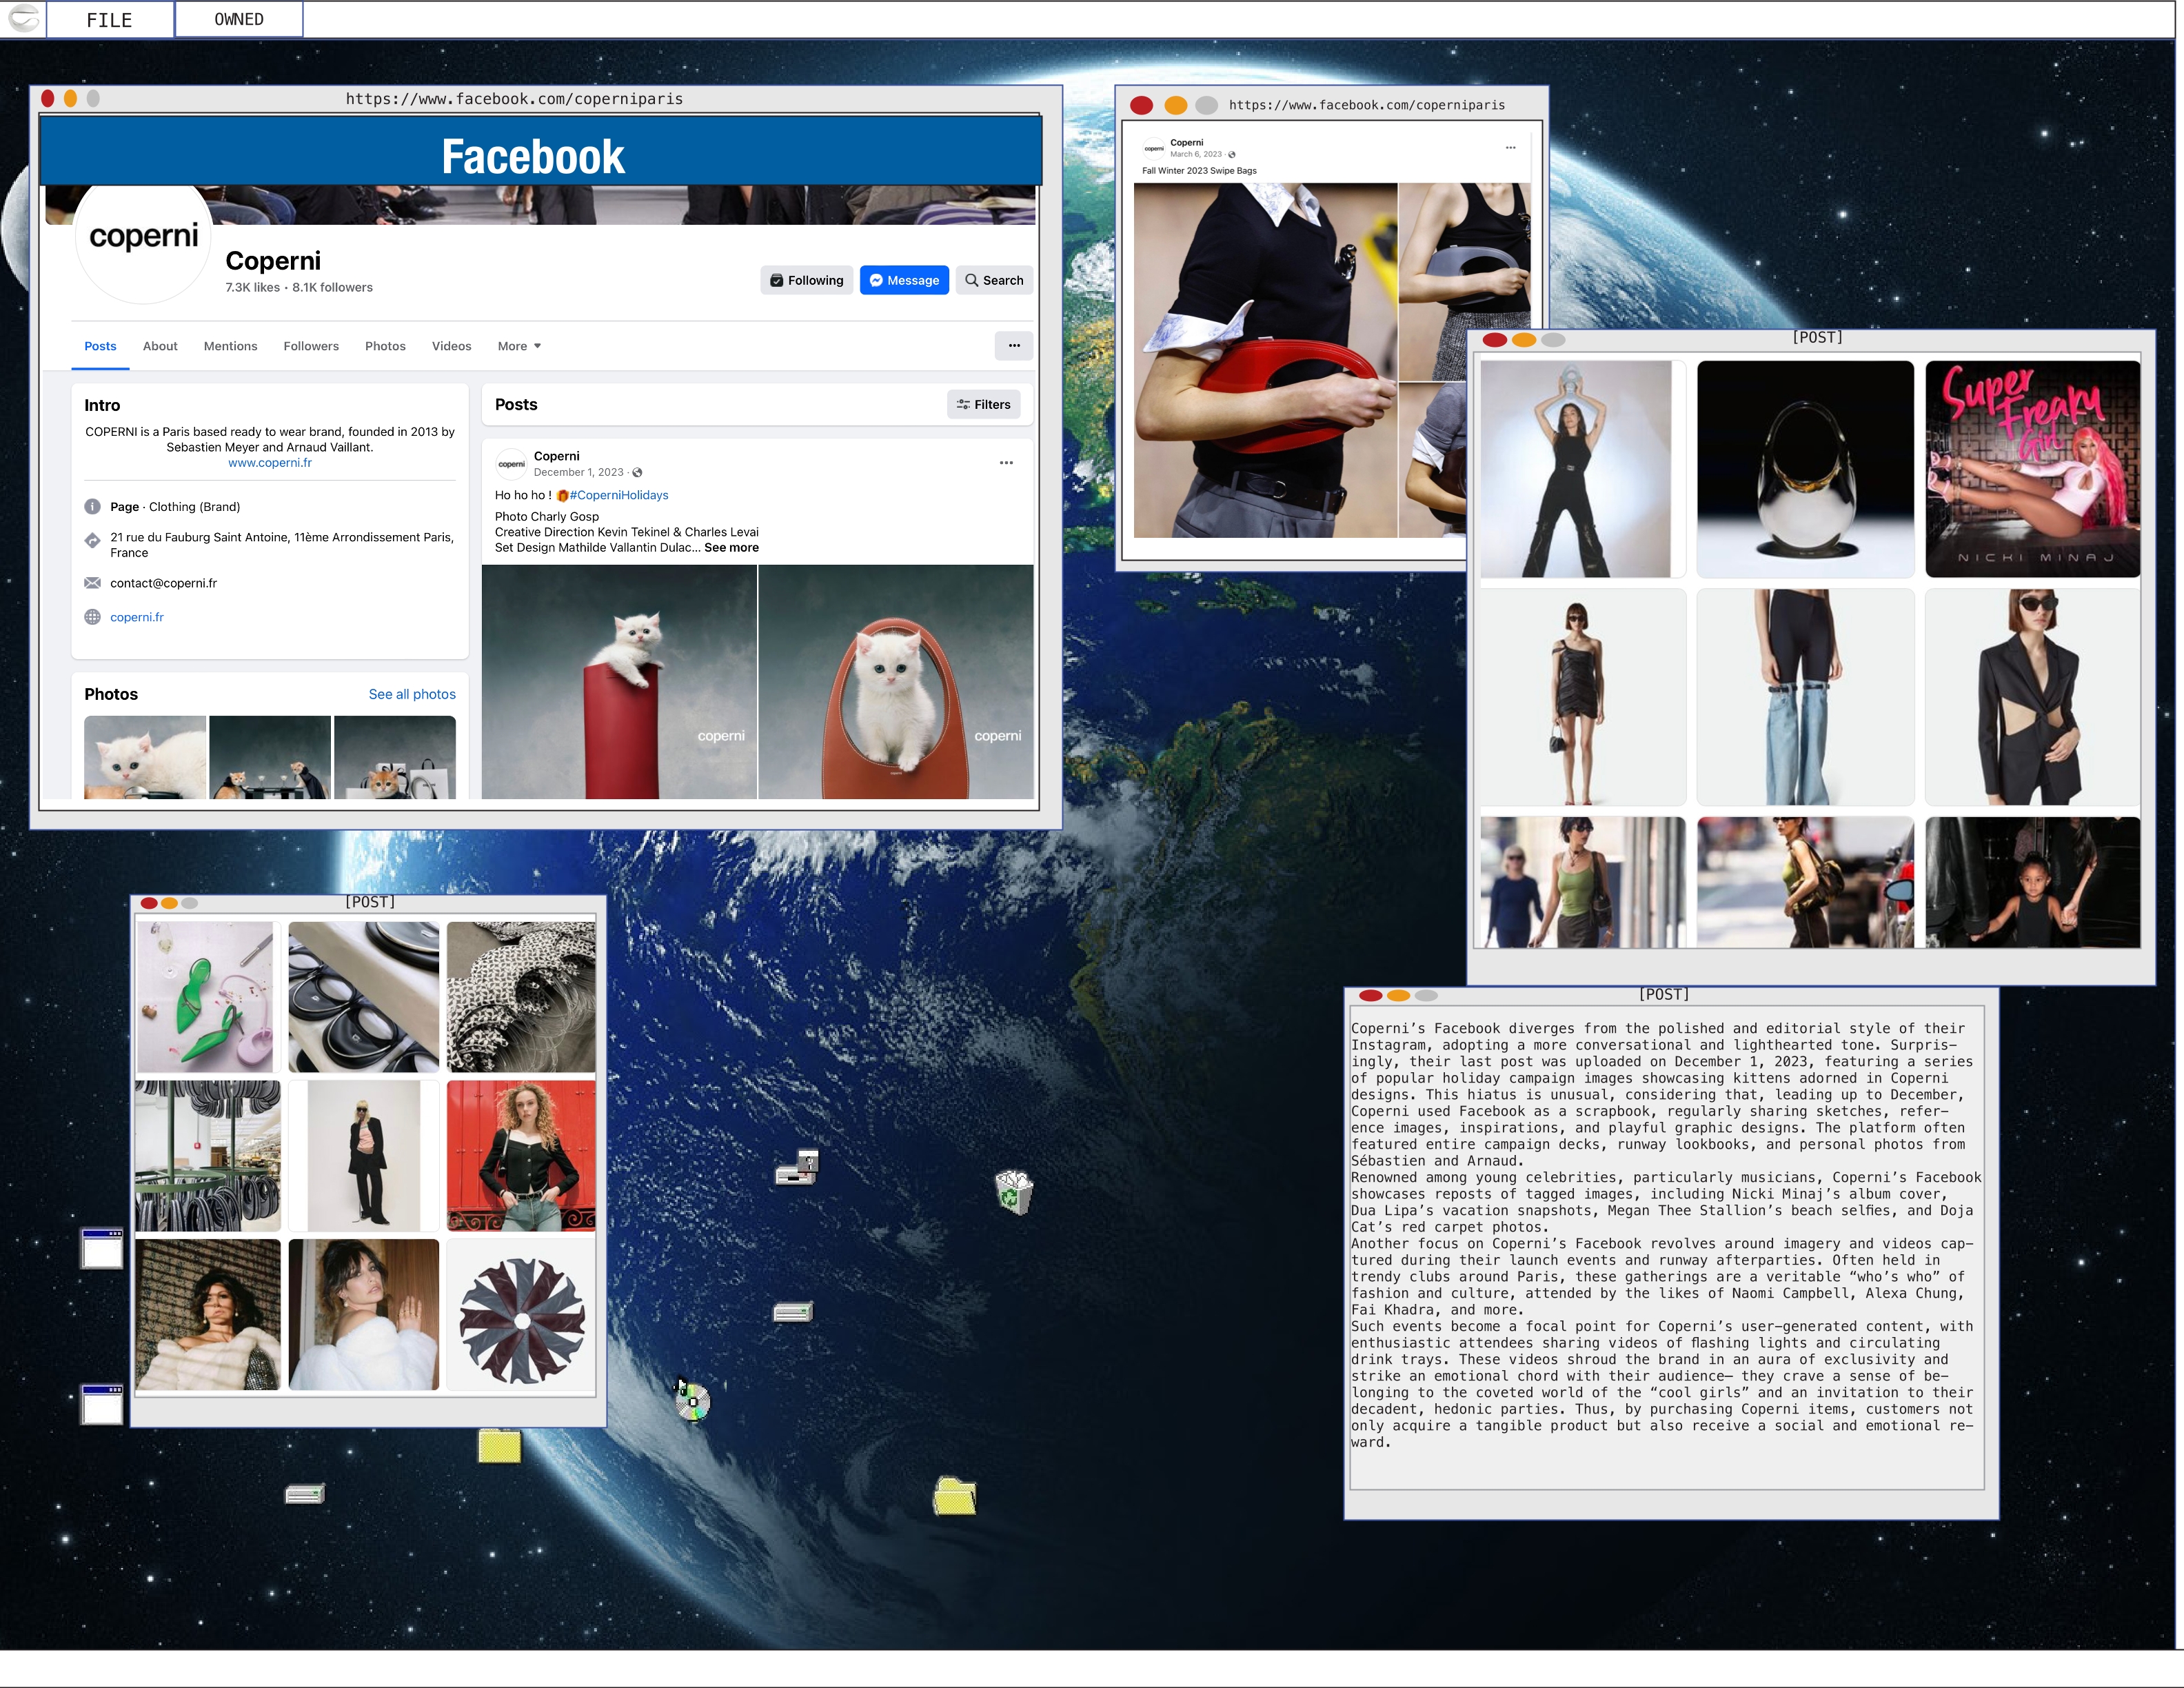 FILE
OWNED
https://www.facebook.com/coperniparis
Facebook
coperni
Coperni
7.3K likes • 8.1K followers
Following
Message
Search
Posts
About
Mentions
Followers
Photos
Videos
More
Intro
COPERNI is a Paris based ready to wear brand, founded in 2013 by
Sebastien Meyer and Arnaud Vaillant.
www.coperni.fr
Page · Clothing (Brand)
21 rue du Fauburg Saint Antoine, 11ème Arrondissement Paris,
France
contact@coperni.fr
coperni.fr
Photos
See all photos
Posts
Filters
coperni
Coperni
December 1, 2023 ·
Ho ho ho ! 🎁#CoperniHolidays
Photo Charly Gosp
Creative Direction Kevin Tekinel & Charles Levai
Set Design Mathilde Vallantin Dulac... See more
coperni
coperni
https://www.facebook.com/coperniparis
coperni
Coperni
March 6, 2023 ·
Fall Winter 2023 Swipe Bags
[POST]
Super
Freaky
Girl
NICKI MINAJ
[POST]
[POST]
Coperni’s Facebook diverges from the polished and editorial style of their
Instagram, adopting a more conversational and lighthearted tone. Surpris-
ingly, their last post was uploaded on December 1, 2023, featuring a series
of popular holiday campaign images showcasing kittens adorned in Coperni
designs. This hiatus is unusual, considering that, leading up to December,
Coperni used Facebook as a scrapbook, regularly sharing sketches, refer-
ence images, inspirations, and playful graphic designs. The platform often
featured entire campaign decks, runway lookbooks, and personal photos from
Sébastien and Arnaud.
Renowned among young celebrities, particularly musicians, Coperni’s Facebook
showcases reposts of tagged images, including Nicki Minaj’s album cover,
Dua Lipa’s vacation snapshots, Megan Thee Stallion’s beach selfies, and Doja
Cat’s red carpet photos.
Another focus on Coperni’s Facebook revolves around imagery and videos cap-
tured during their launch events and runway afterparties. Often held in
trendy clubs around Paris, these gatherings are a veritable “who’s who” of
fashion and culture, attended by the likes of Naomi Campbell, Alexa Chung,
Fai Khadra, and more.
Such events become a focal point for Coperni’s user-generated content, with
enthusiastic attendees sharing videos of flashing lights and circulating
drink trays. These videos shroud the brand in an aura of exclusivity and
strike an emotional chord with their audience— they crave a sense of be-
longing to the coveted world of the “cool girls” and an invitation to their
decadent, hedonic parties. Thus, by purchasing Coperni items, customers not
only acquire a tangible product but also receive a social and emotional re-
ward.